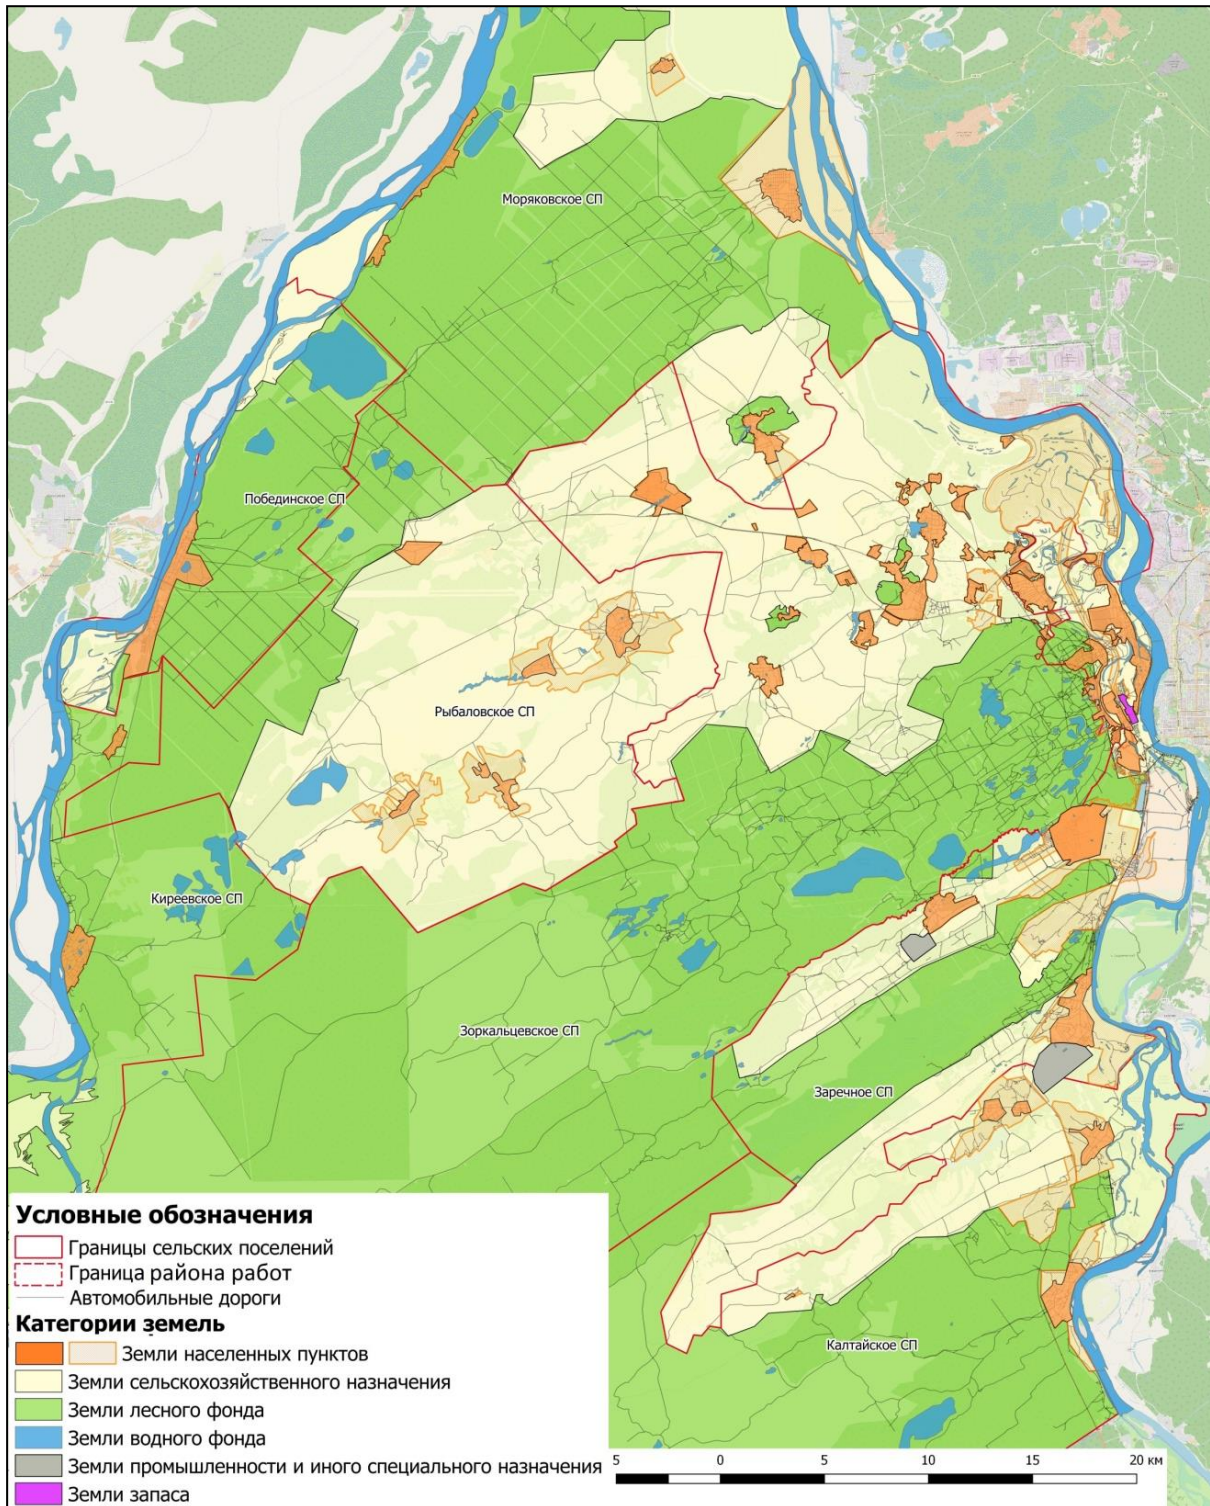 Моряковское СП
Побединское СП
Рыбаловское СП
Киреевское СП
Зоркальцевское СП
Заречное СП
Калтайское СП
Условные обозначения
Границы сельских поселений
Граница района работ
Автомобильные дороги
Категории земель
Земли населенных пунктов
Земли сельскохозяйственного назначения
Земли лесного фонда
Земли водного фонда
Земли промышленности и иного специального назначения
Земли запаса
5 0 5 10 15 20 км